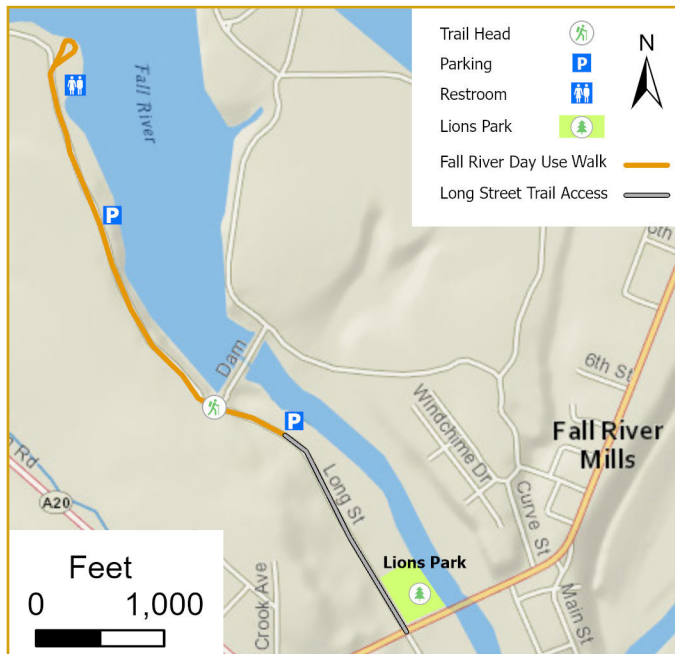 Trail Head
Parking
P
Restroom
Lions Park
Fall River Day Use Walk
Long Street Trail Access
N
Fall River
P
Dam
P
6th St
Windchime Dr
Fall River
Mills
Curve St
Long St
Rd
A20
Lions Park
Main St
Crook Ave
Feet
0 1,000